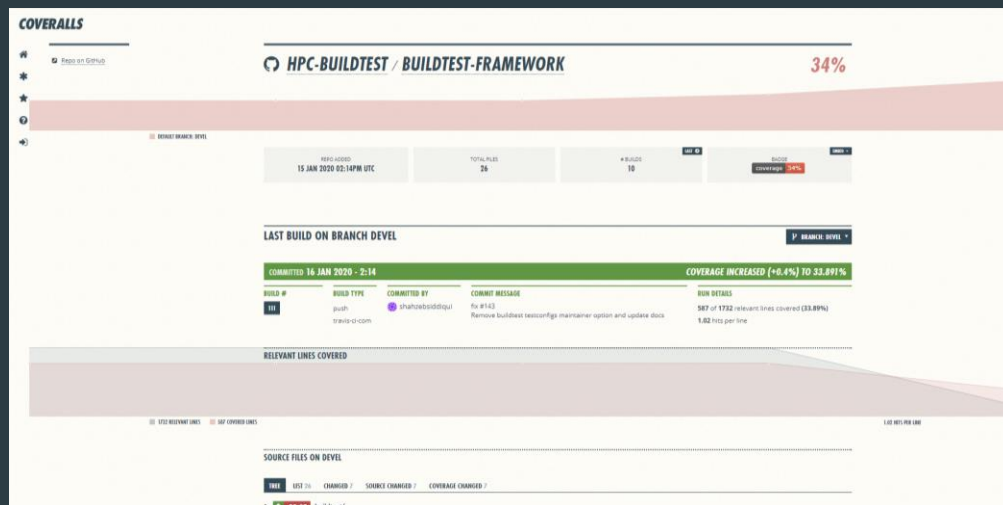 COVERALLS
Repo on GitHub
HPC-BUILDTEST / BUILDTEST-FRAMEWORK
34%
DEFAULT BRANCH: DEVEL
REPO ADDED
15 JAN 2020 02:14PM UTC
TOTAL FILES
26
# BUILDS
10
LAST
BADGE
coverage 34%
EMBED
LAST BUILD ON BRANCH DEVEL
BRANCH: DEVEL
COMMITTED 16 JAN 2020 - 2:14
COVERAGE INCREASED (+0.4%) TO 33.891%
BUILD #
BUILD TYPE
COMMITTED BY
COMMIT MESSAGE
RUN DETAILS
push
travis-ci-com
shahzebsiddiqui
fix #143
Remove buildtest testconfigs maintainer option and update docs
587 of 1732 relevant lines covered (33.89%)
1.02 hits per line
RELEVANT LINES COVERED
1732 RELEVANT LINES
587 COVERED LINES
1.02 HITS PER LINE
SOURCE FILES ON DEVEL
TREE
LIST 26
CHANGED 7
SOURCE CHANGED 7
COVERAGE CHANGED 7